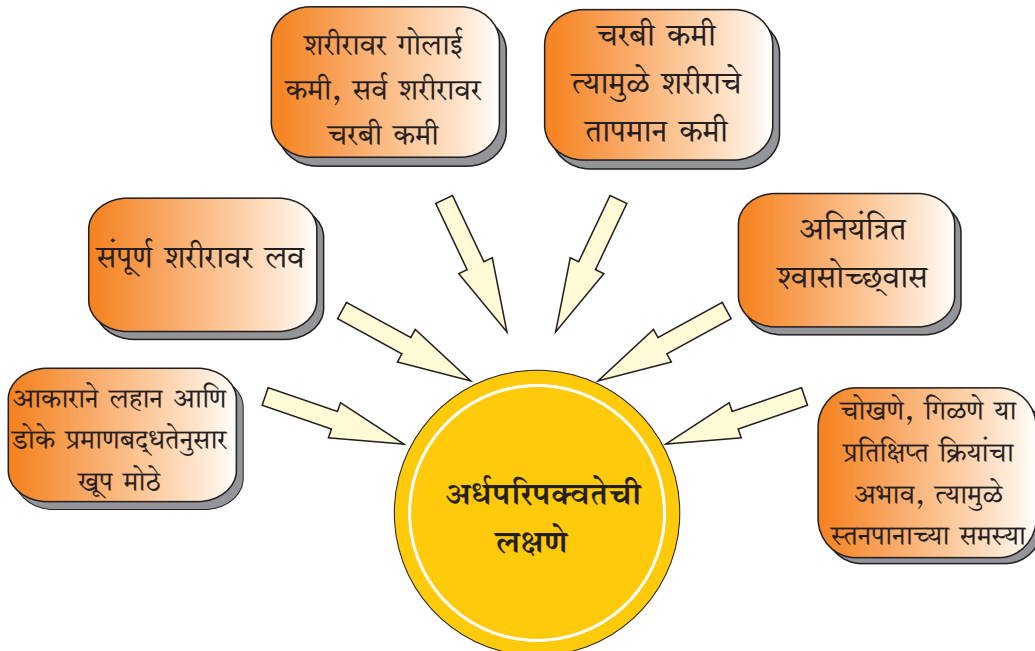 शरीरावर गोलाई
कमी, सर्व शरीरावर
चरबी कमी
चरबी कमी
त्यामुळे शरीराचे
तापमान कमी
संपूर्ण शरीरावर लव
अनियंत्रित
श्वासोच्छ्वास
आकाराने लहान आणि
डोके प्रमाणबद्धतेनुसार
खूप मोठे
चोखणे, गिळणे या
प्रतिक्षिप्त क्रियांचा
अभाव, त्यामुळे
स्तनपानाच्या समस्या
अर्धपरिपक्वतेची
लक्षणे